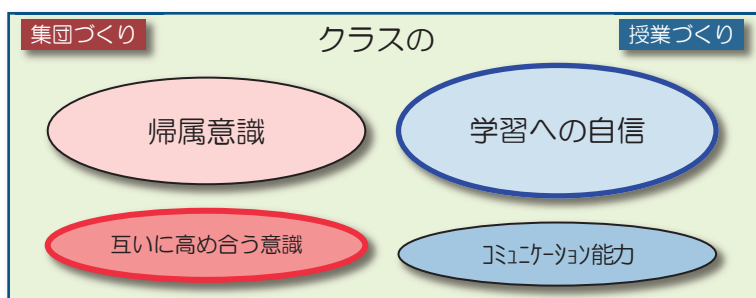 集団づくり
クラスの
授業づくり
帰属意識
学習への自信
互いに高め合う意識
コミュニケーション能力